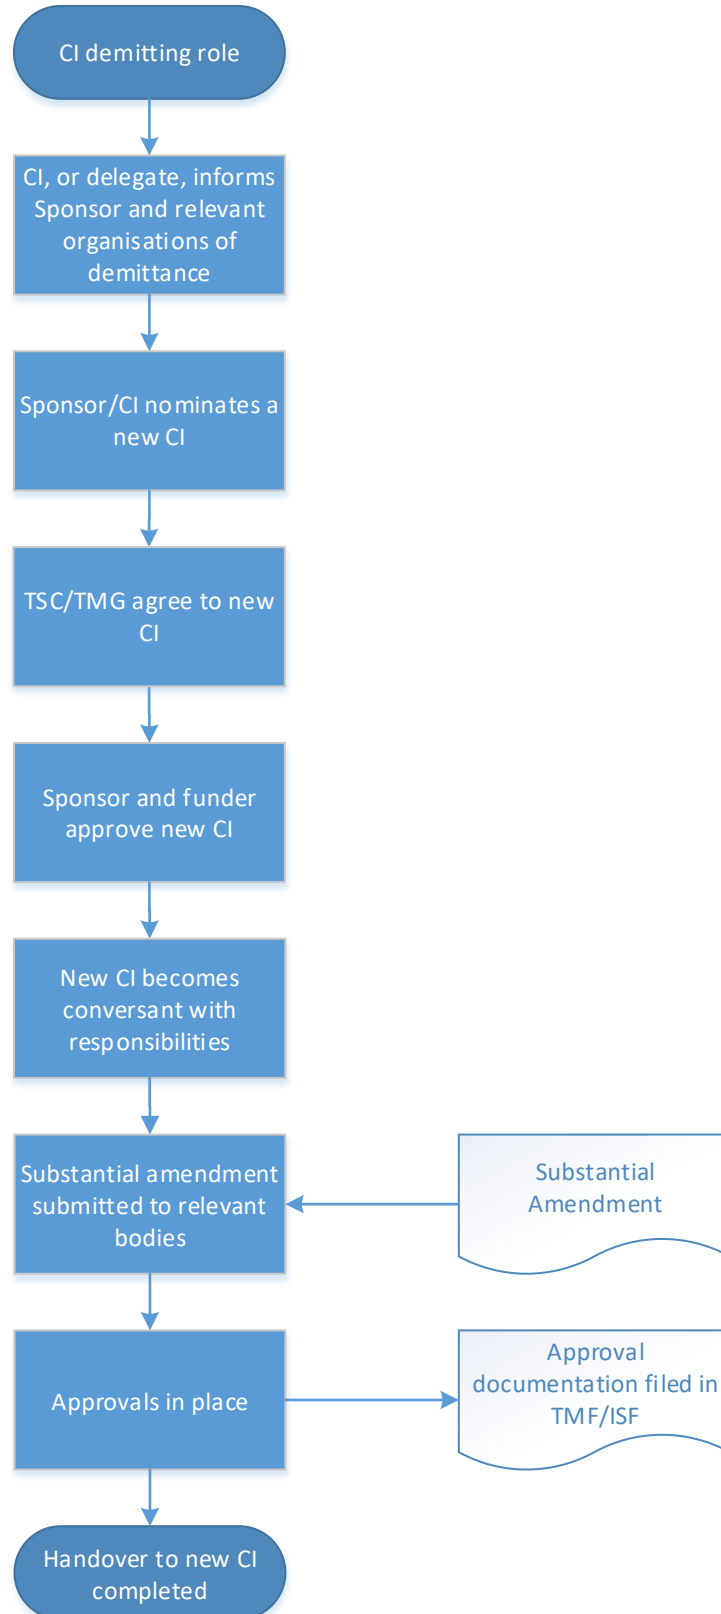 CI demitting role
CI, or delegate, informs
Sponsor and relevant
organisations of
demittance
Sponsor/CI nominates a
new CI
TSC/TMG agree to new
CI
Sponsor and funder
approve new CI
New CI becomes
conversant with
responsibilities
Substantial amendment
submitted to relevant
bodies
Substantial
Amendment
Approvals in place
Approval
documentation filed in
TMF/ISF
Handover to new CI
completed